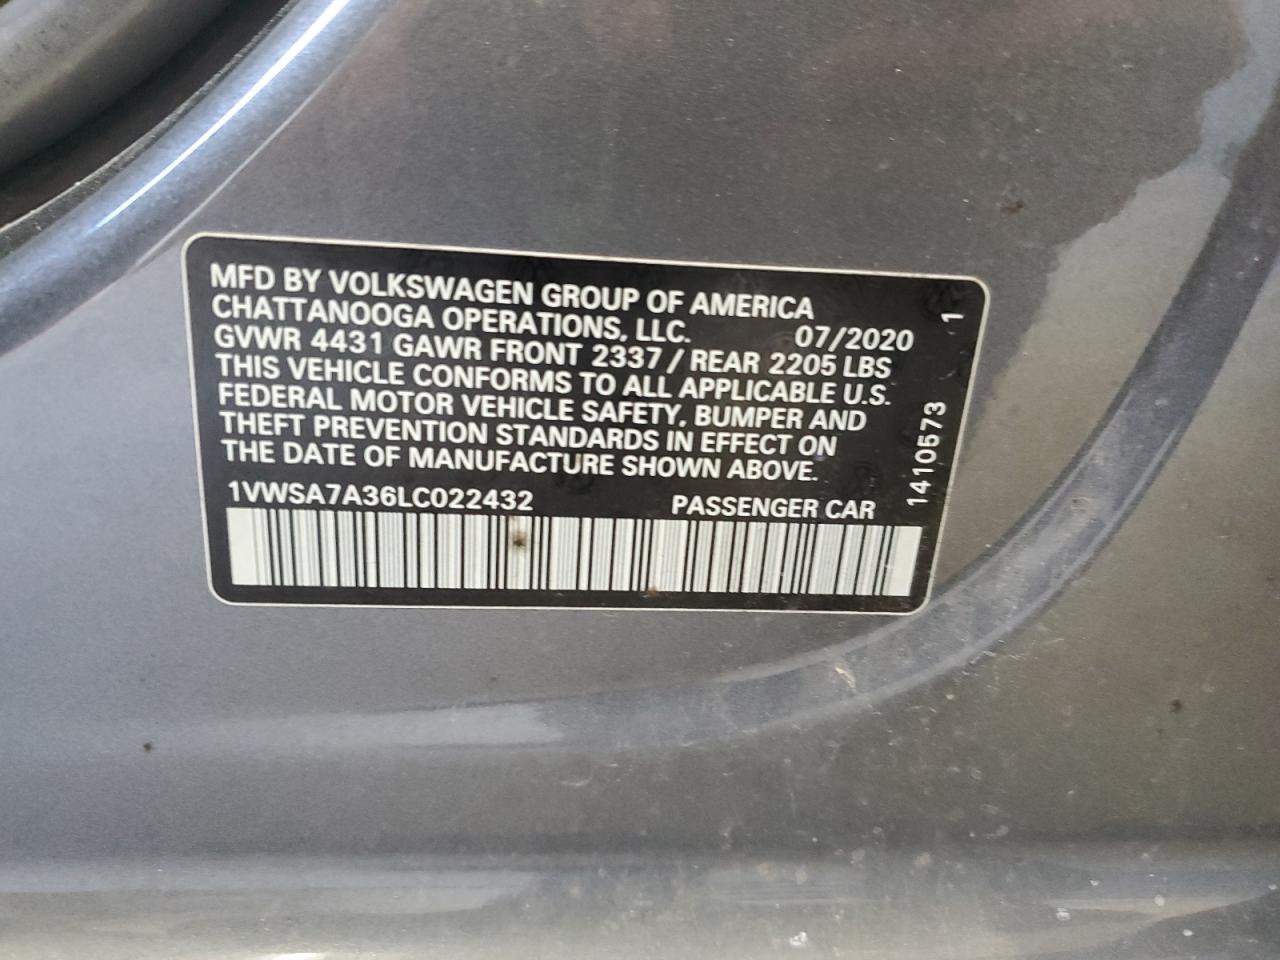 MFD BY VOLKSWAGEN GROUP OF AMERICA
CHATTANOOGA OPERATIONS, LLC. 07/2020
GVWR 4431 GAWR FRONT 2337 / REAR 2205 LBS
THIS VEHICLE CONFORMS TO ALL APPLICABLE U.S.
FEDERAL MOTOR VEHICLE SAFETY, BUMPER AND
THEFT PREVENTION STANDARDS IN EFFECT ON
THE DATE OF MANUFACTURE SHOWN ABOVE.
1VWSA7A36LC022432 PASSENGER CAR
1410573 1